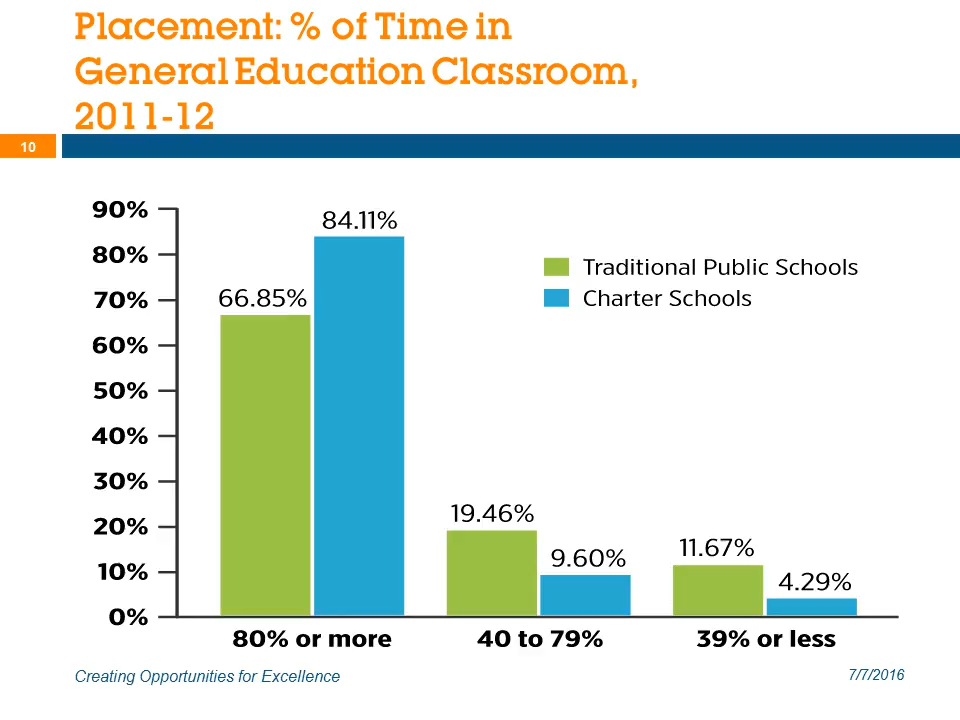 Placement: % of Time in
General Education Classroom,
2011-12
10
90%
80%
70%
60%
50%
40%
30%
20%
10%
0%
66.85%
84.11%
19.46%
9.60%
11.67%
4.29%
Traditional Public Schools
Charter Schools
80% or more
40 to 79%
39% or less
Creating Opportunities for Excellence
7/7/2016